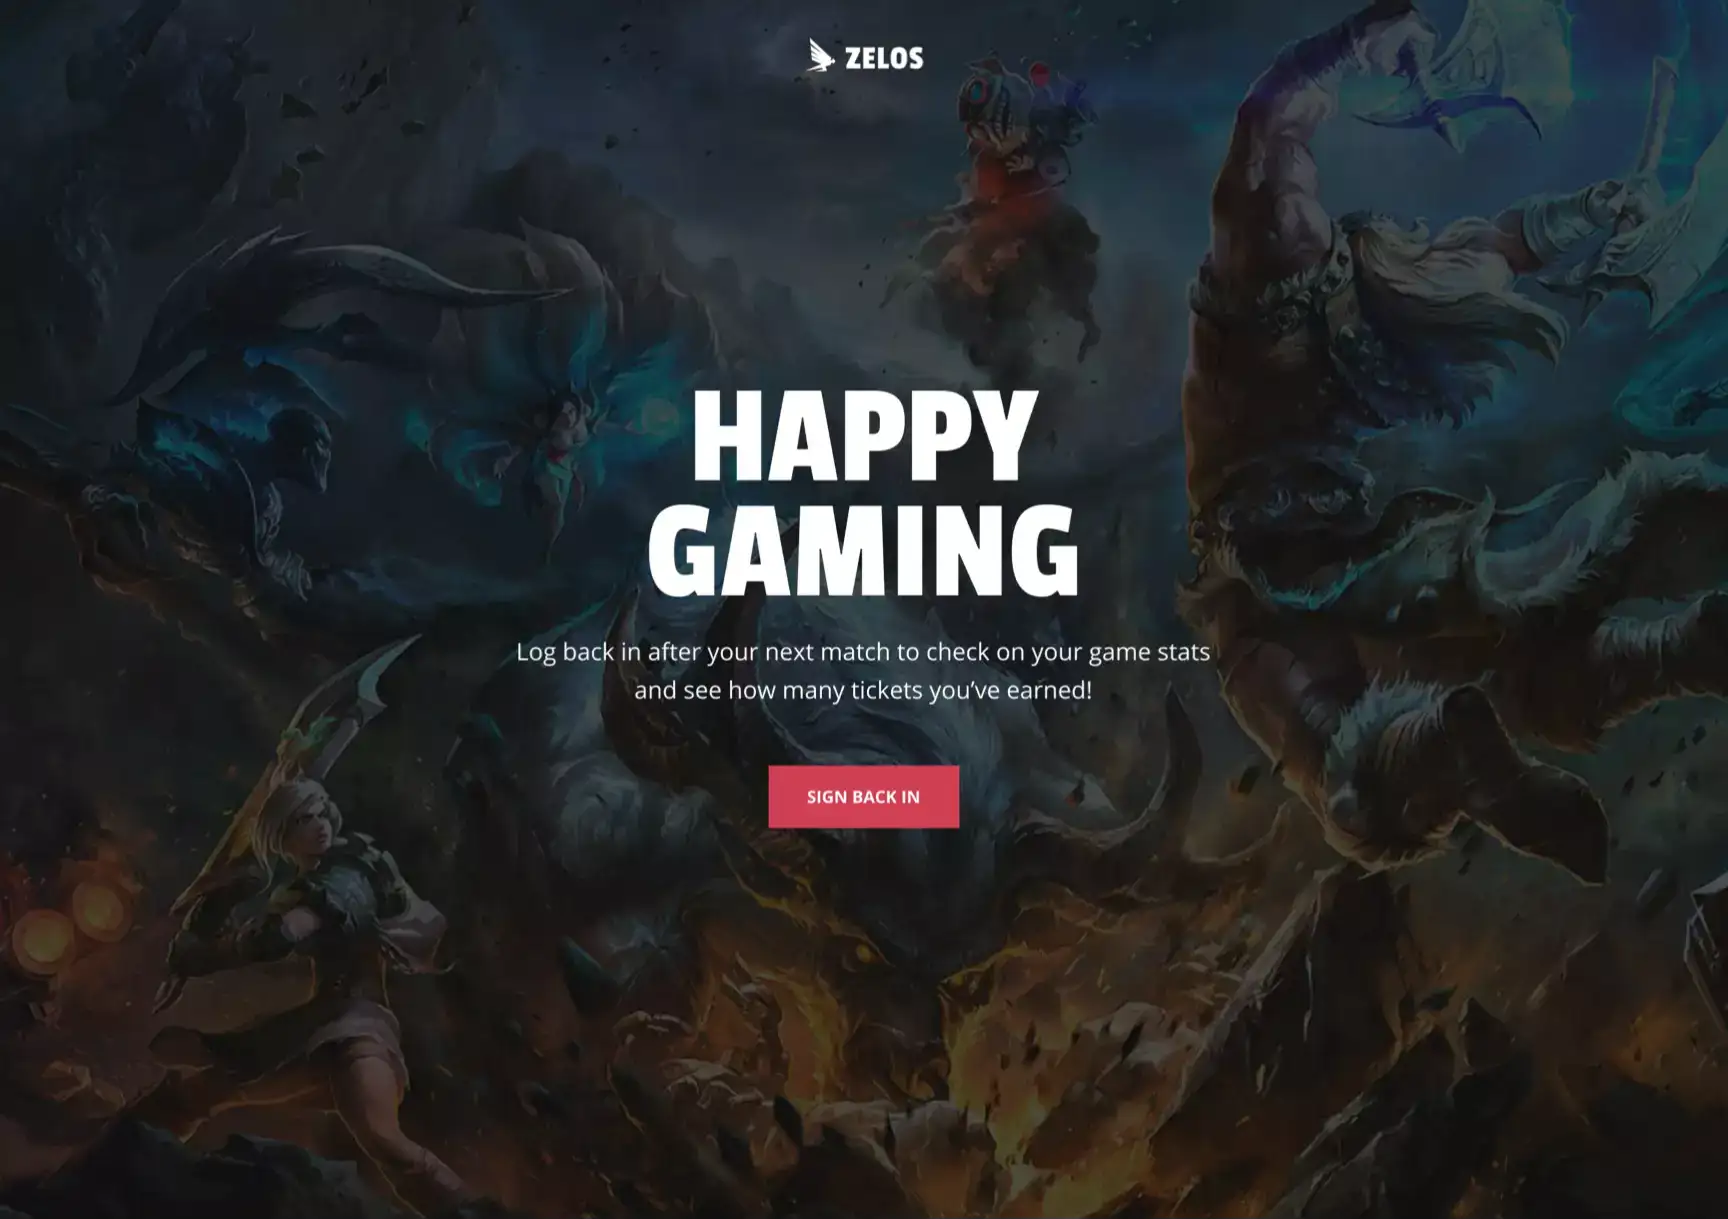 ZELOS
HAPPY
GAMING
Log back in after your next match to check on your game stats
and see how many tickets you’ve earned!
SIGN BACK IN